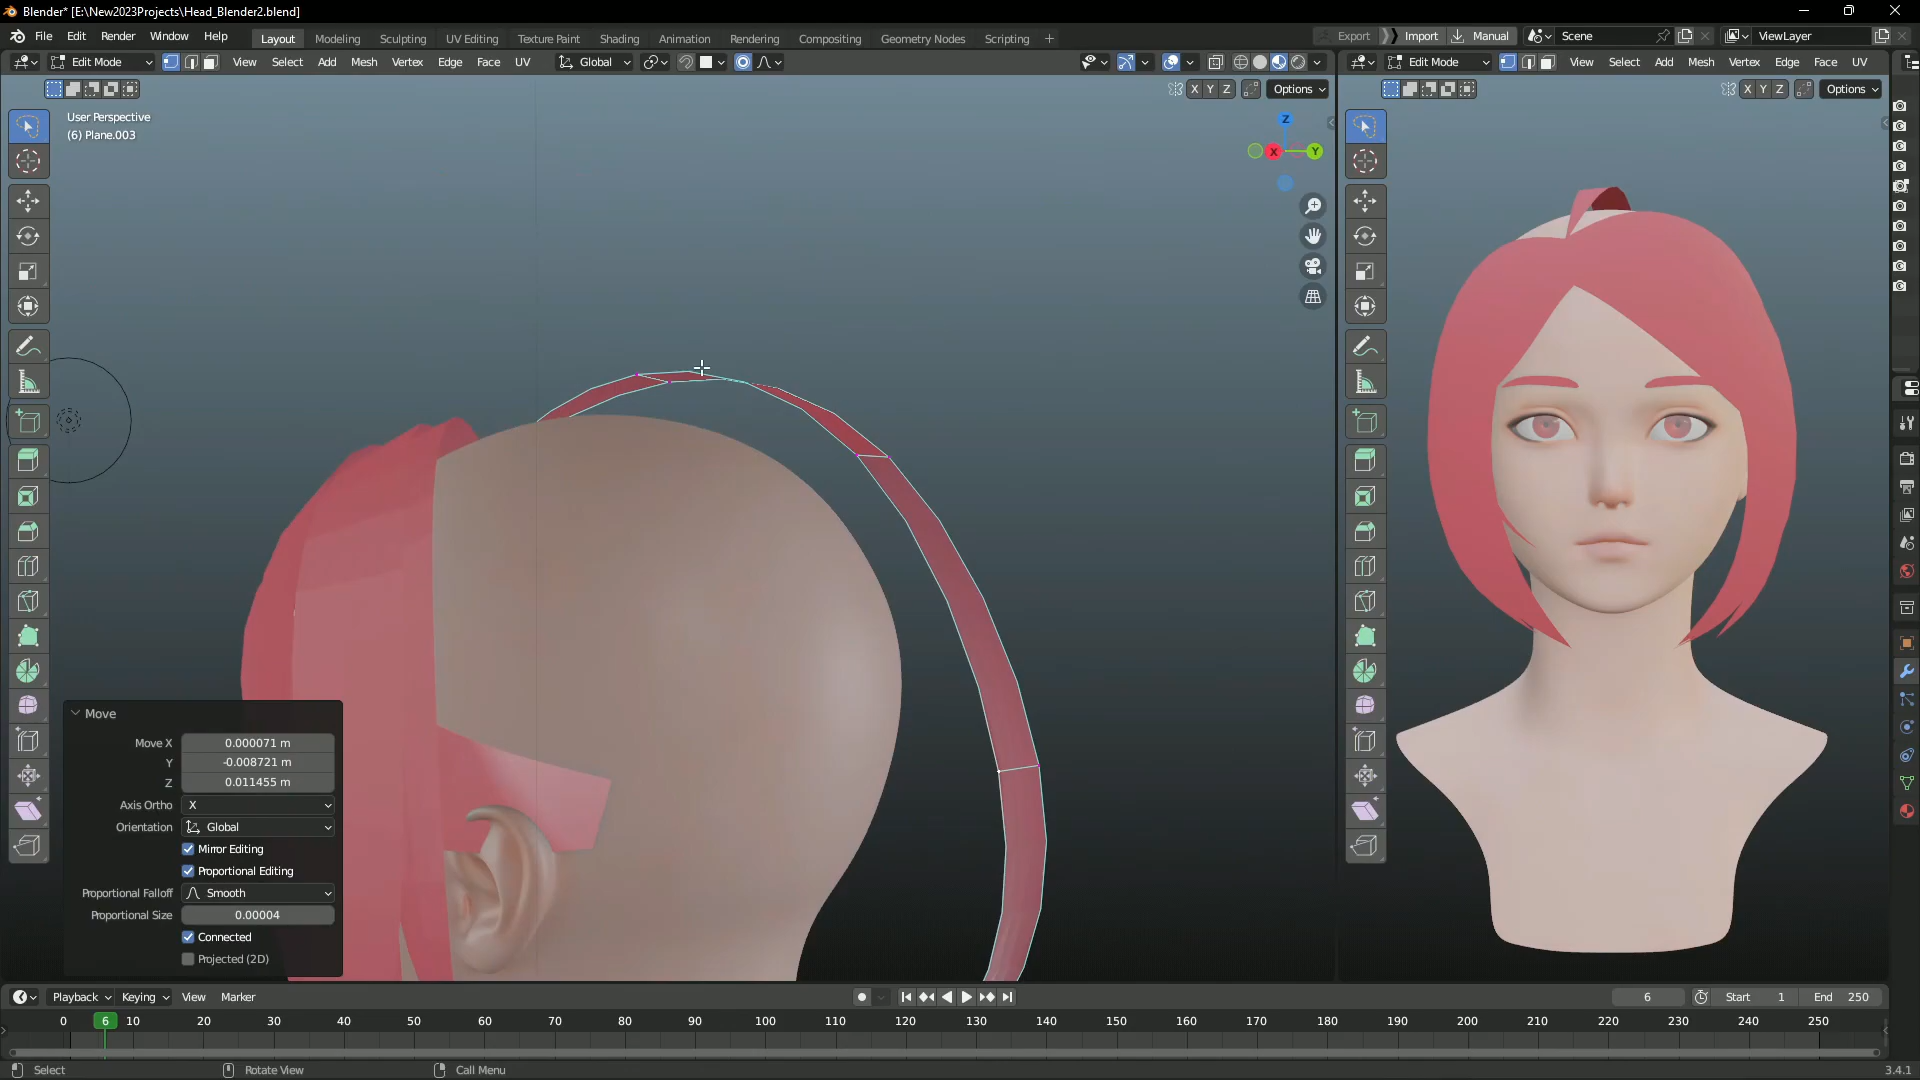 Blender* [E:\New2023Projects\Head_Blender2.blend]
File Edit Render Window Help Layout Modeling Sculpting UV Editing Texture Paint Shading Animation Rendering Compositing Geometry Nodes Scripting + Export Import Manual Scene ViewLayer
Edit Mode View Select Add Mesh Vertex Edge Face UV Global Edit Mode View Select Add Mesh Vertex Edge Face UV
X Y Z Options X Y Z Options
User Perspective
(6) Plane.003
Z
X Y
Move
Move X 0.000071 m
Y -0.008721 m
Z 0.011455 m
Axis Ortho X
Orientation Global
Mirror Editing
Proportional Editing
Proportional Falloff Smooth
Proportional Size 0.00004
Connected
Projected (2D)
Playback Keying View Marker 6 Start 1 End 250
0 6 10 20 30 40 50 60 70 80 90 100 110 120 130 140 150 160 170 180 190 200 210 220 230 240 250
Select Rotate View Call Menu 3.4.1